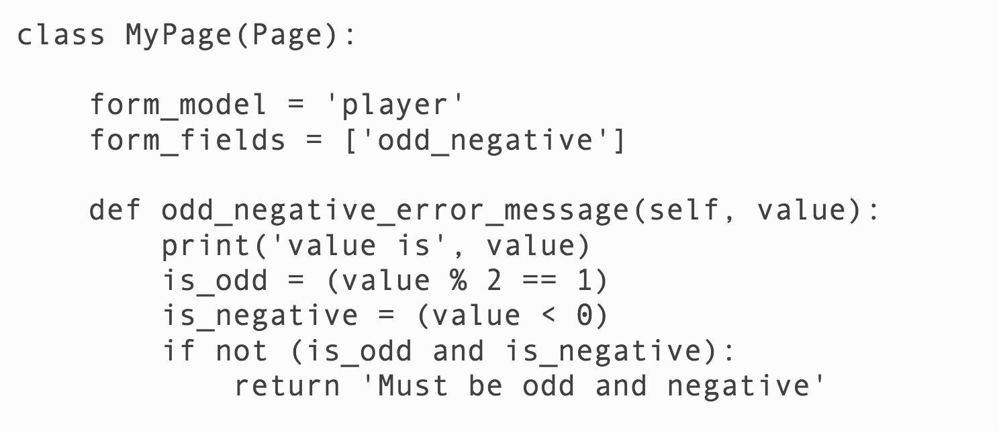 class MyPage(Page):

    form_model = 'player'
    form_fields = ['odd_negative']

    def odd_negative_error_message(self, value):
        print('value is', value)
        is_odd = (value % 2 == 1)
        is_negative = (value < 0)
        if not (is_odd and is_negative):
            return 'Must be odd and negative'